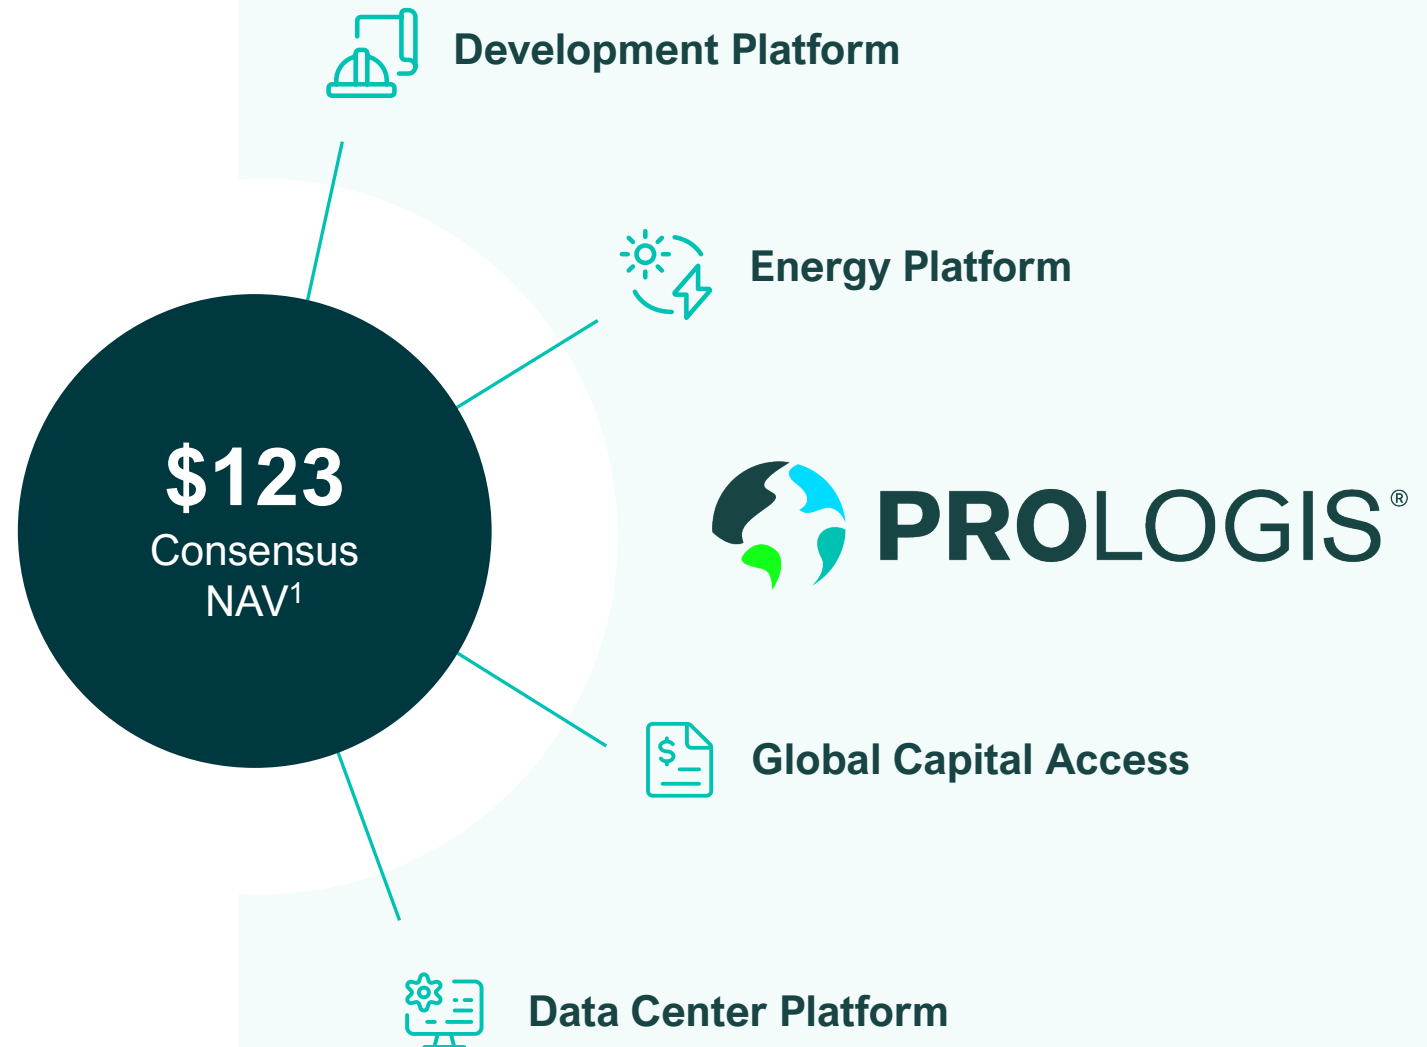 Development Platform
Energy Platform
$123
Consensus
NAV¹
PROLOGIS®
$
Global Capital Access
Data Center Platform